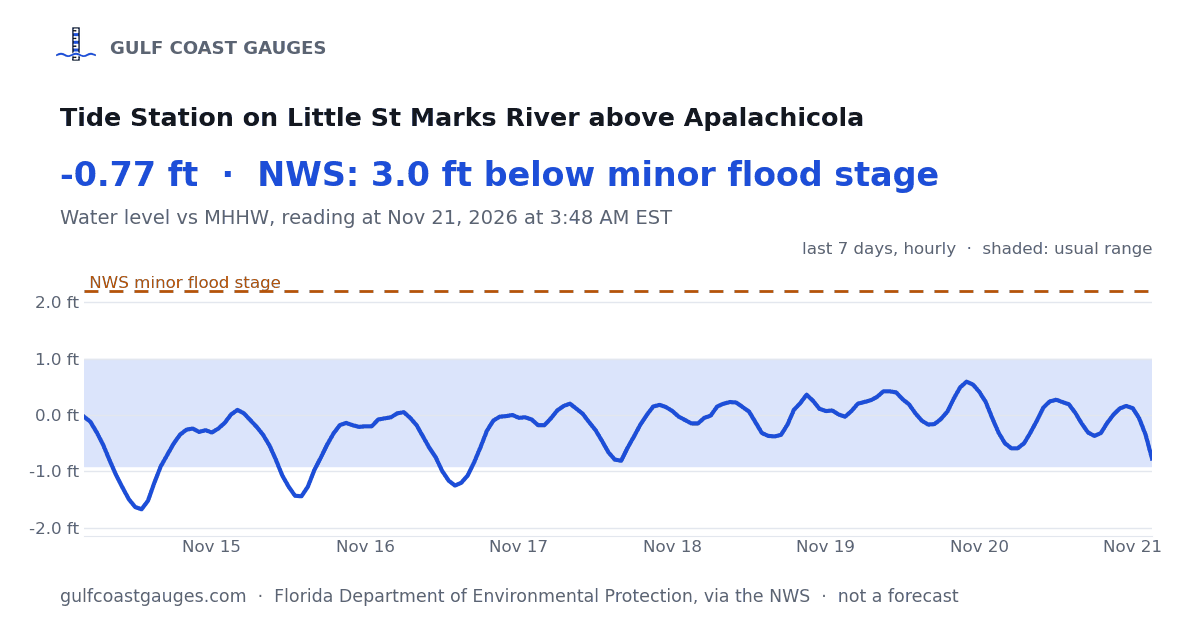 GULF COAST GAUGES
Tide Station on Little St Marks River above Apalachicola
-0.77 ft · NWS: 3.0 ft below minor flood stage
Water level vs MHHW, reading at Nov 21, 2026 at 3:48 AM EST
last 7 days, hourly · shaded: usual range
NWS minor flood stage
2.0 ft
1.0 ft
0.0 ft
-1.0 ft
-2.0 ft
Nov 15 Nov 16 Nov 17 Nov 18 Nov 19 Nov 20 Nov 21
gulfcoastgauges.com · Florida Department of Environmental Protection, via the NWS · not a forecast